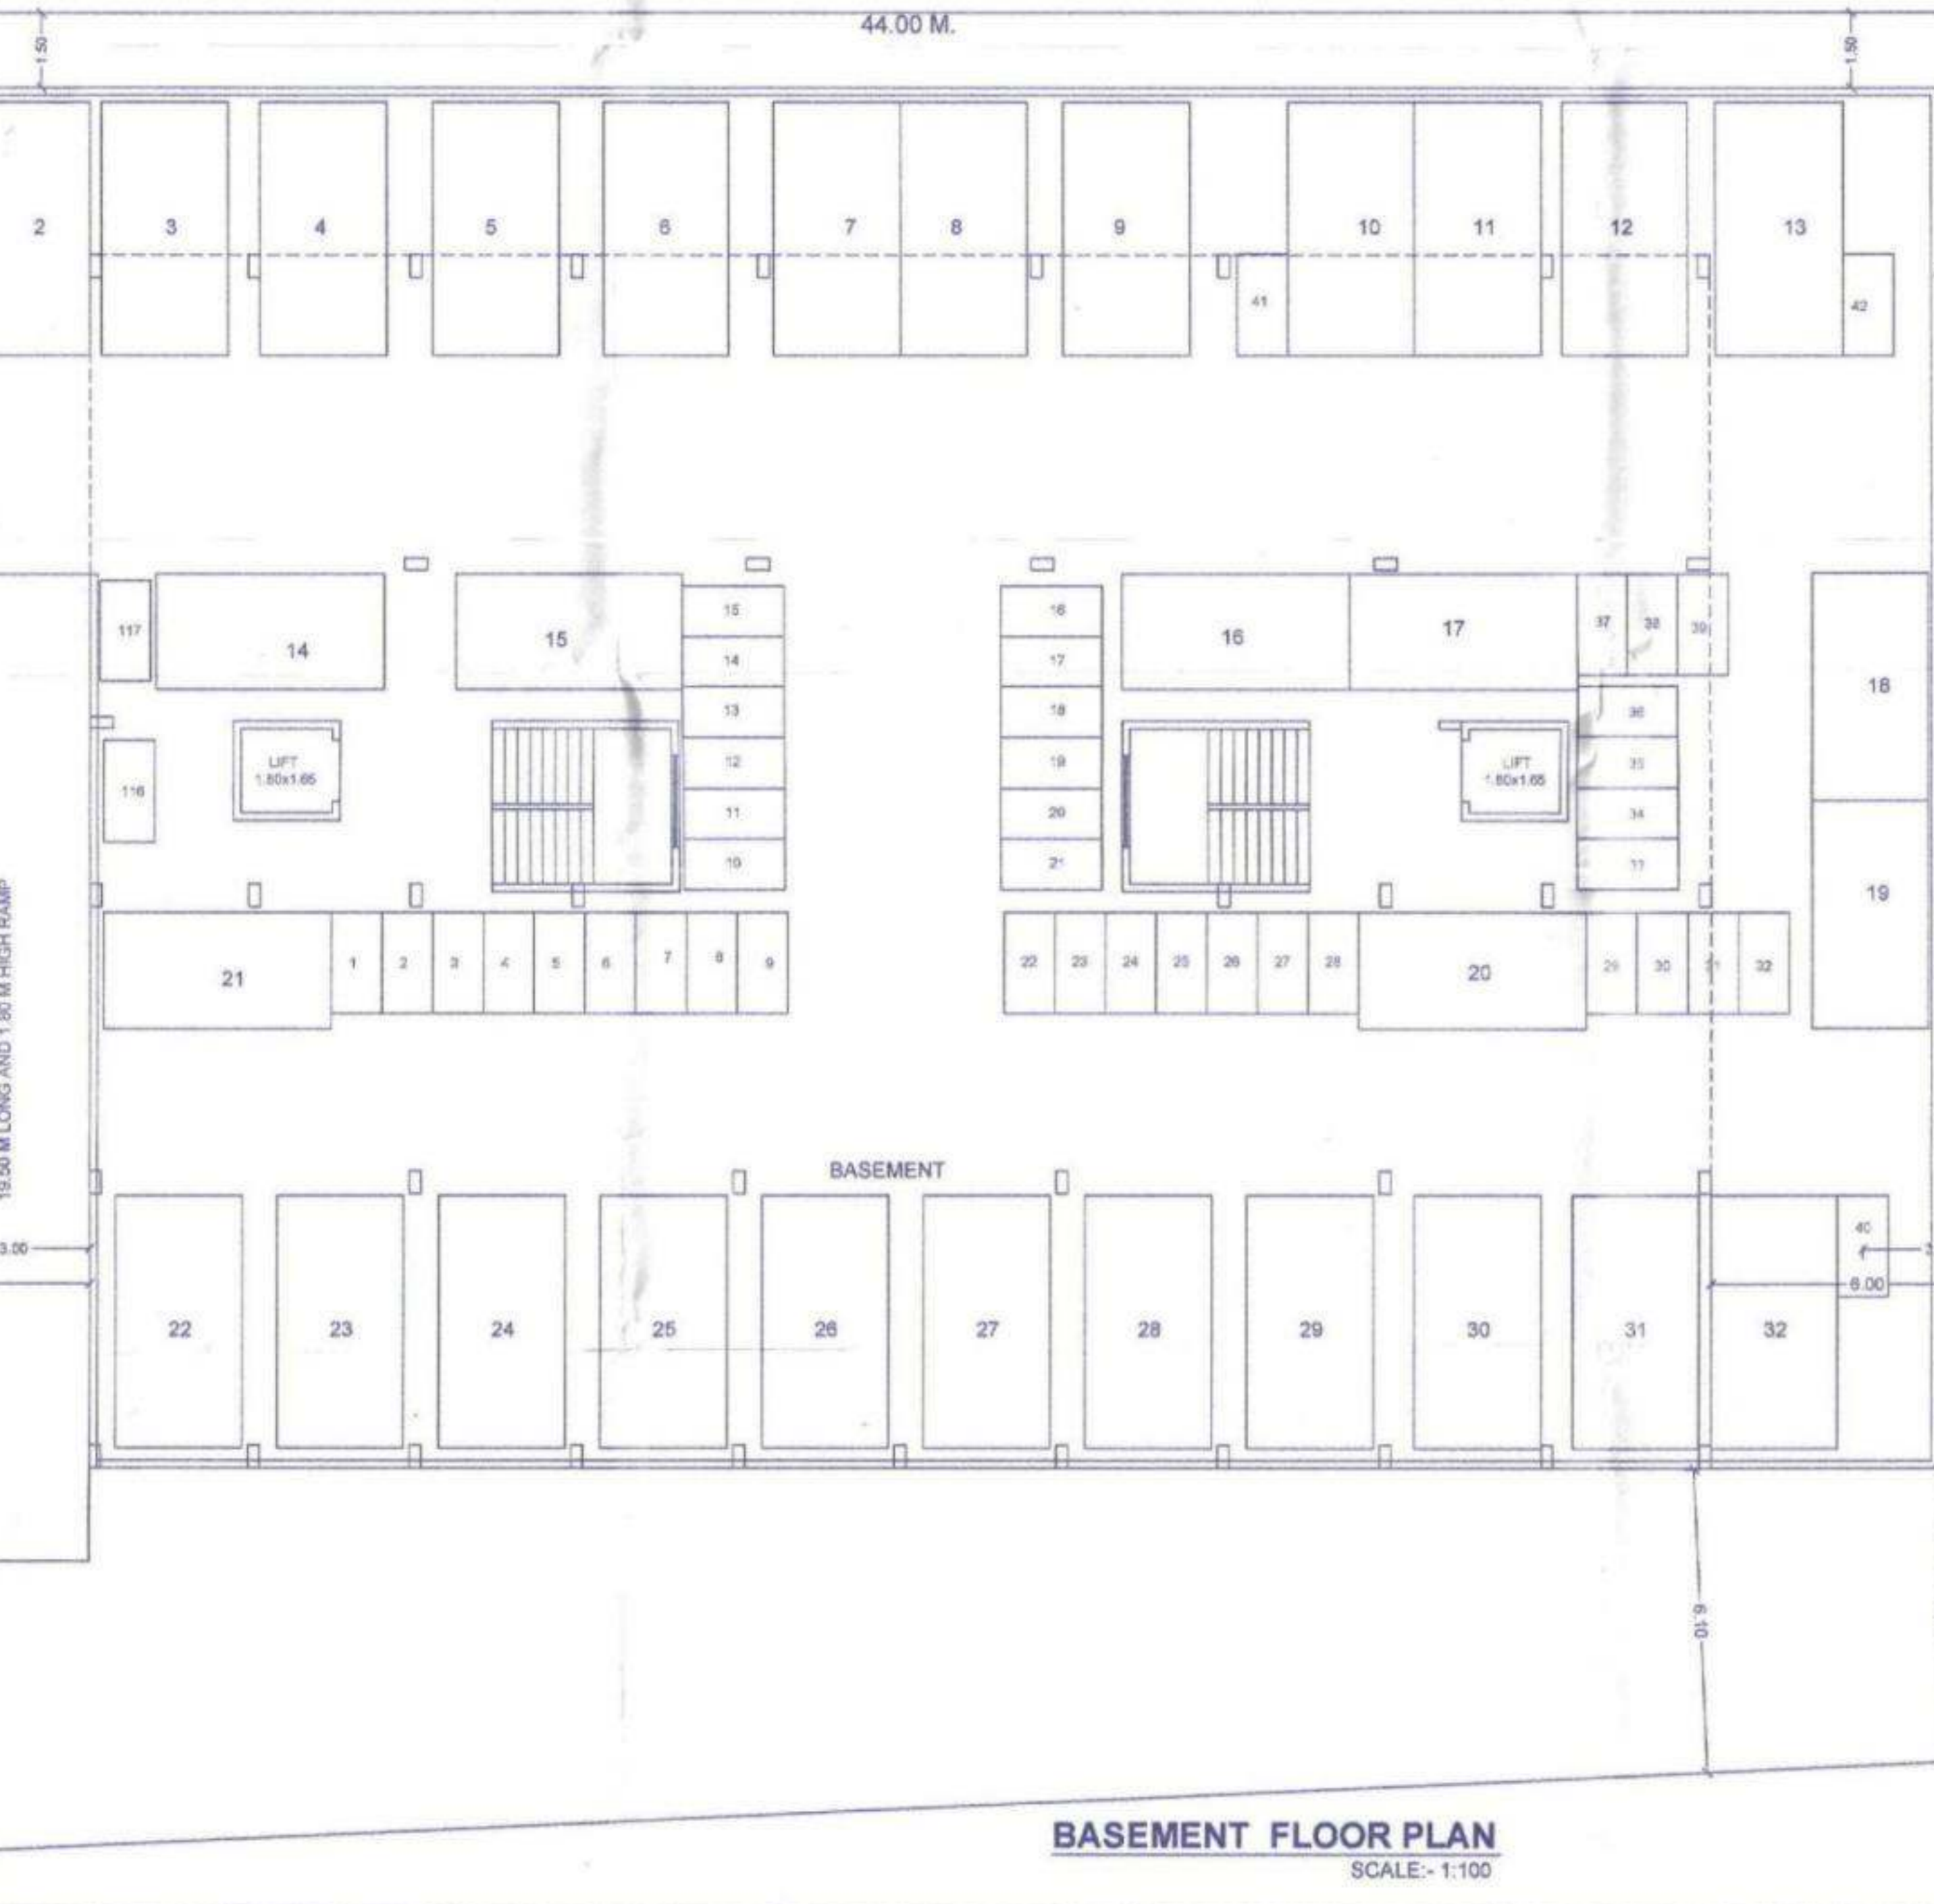 44.00 M.
1.50
1.50
2 3 4 5 6 7 8 9 10 11 12 13
41 42
117 14 15 15 16 16 17 37 38 39
14 17
13 18 36 18
LIFT
1.80x1.65
12 19
LIFT
1.80x1.65
35
116 11 20 34
10 21 33 19
21 1 2 3 4 5 6 7 8 9 22 23 24 25 26 27 28 20 29 30 31 32
19.50 M LONG AND 1.80 M HIGH RAMP
BASEMENT
3.00 40
6.00
22 23 24 25 26 27 28 29 30 31 32
6.10
BASEMENT FLOOR PLAN
SCALE:- 1:100